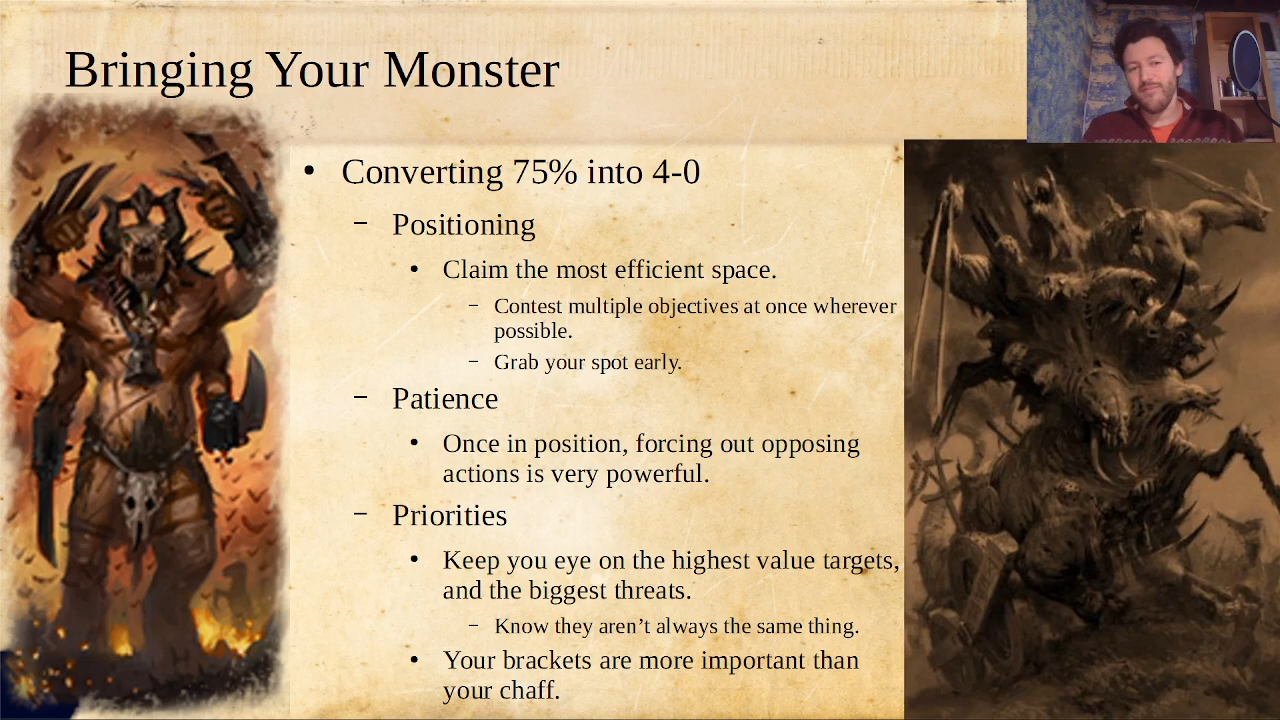 Bringing Your Monster
• Converting 75% into 4-0
– Positioning
• Claim the most efficient space.
– Contest multiple objectives at once wherever
possible.
– Grab your spot early.
– Patience
• Once in position, forcing out opposing
actions is very powerful.
– Priorities
• Keep you eye on the highest value targets,
and the biggest threats.
– Know they aren’t always the same thing.
• Your brackets are more important than
your chaff.